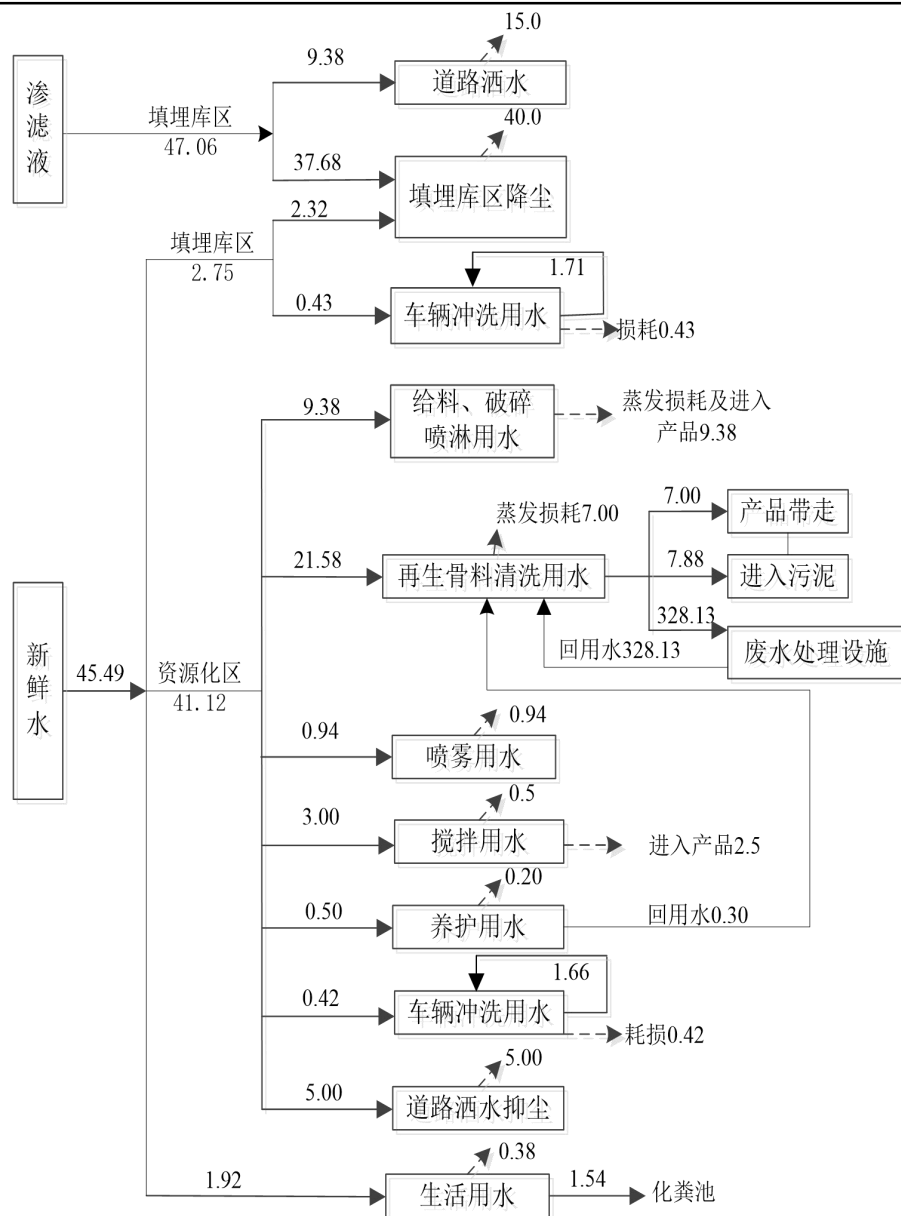 15.0
9.38
道路洒水
渗滤液
填埋库区
47.06
40.0
37.68
填埋库区降尘
2.32
填埋库区
2.75
1.71
0.43
车辆冲洗用水
损耗0.43
9.38
给料、破碎
喷淋用水
蒸发损耗及进入
产品9.38
蒸发损耗7.00
7.00
产品带走
21.58
再生骨料清洗用水
7.88
进入污泥
328.13
回用水328.13
废水处理设施
新鲜水
45.49
资源化区
41.12
0.94
0.94
喷雾用水
0.5
3.00
搅拌用水
进入产品2.5
0.20
0.50
养护用水
回用水0.30
1.66
0.42
车辆冲洗用水
耗损0.42
5.00
5.00
道路洒水抑尘
0.38
1.92
生活用水
1.54
化粪池